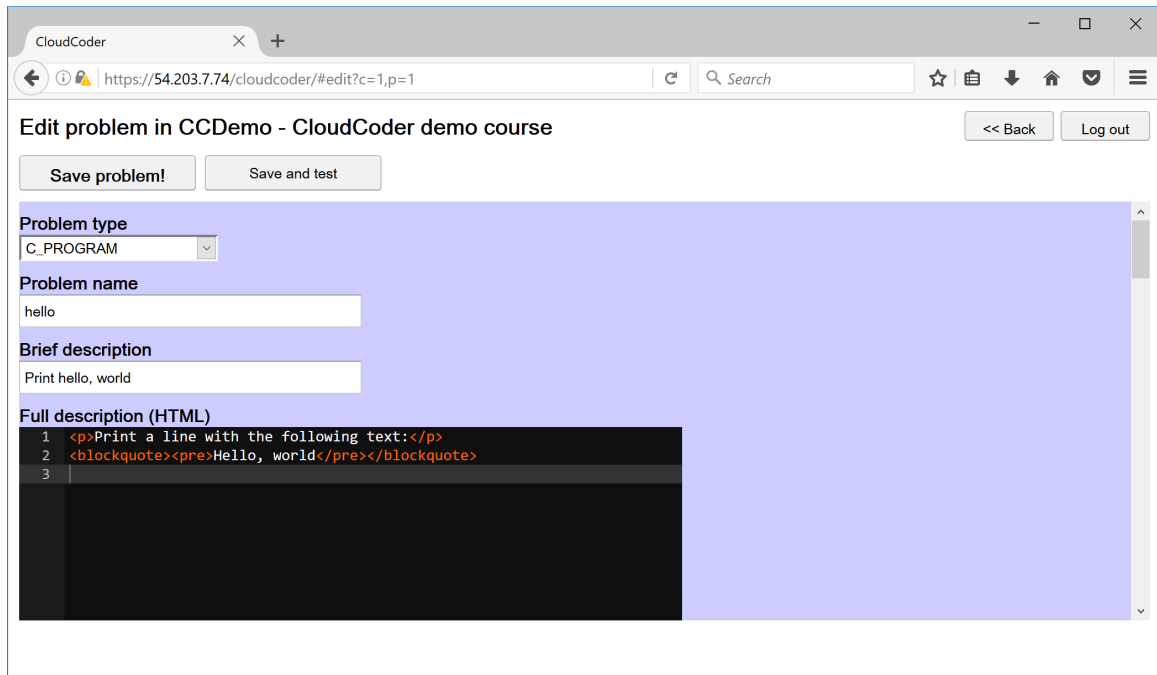 CloudCoder
https://54.203.7.74/cloudcoder/#edit?c=1,p=1
Search
Edit problem in CCDemo - CloudCoder demo course
<< Back
Log out
Save problem!
Save and test
Problem type
C_PROGRAM
Problem name
hello
Brief description
Print hello, world
Full description (HTML)
1 <p>Print a line with the following text:</p>
2 <blockquote><pre>Hello, world</pre></blockquote>
3